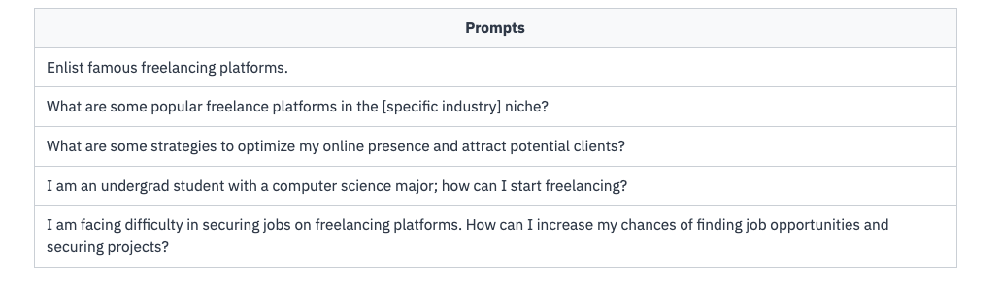 Prompts
Enlist famous freelancing platforms.
What are some popular freelance platforms in the [specific industry] niche?
What are some strategies to optimize my online presence and attract potential clients?
I am an undergrad student with a computer science major; how can I start freelancing?
I am facing difficulty in securing jobs on freelancing platforms. How can I increase my chances of finding job opportunities and
securing projects?